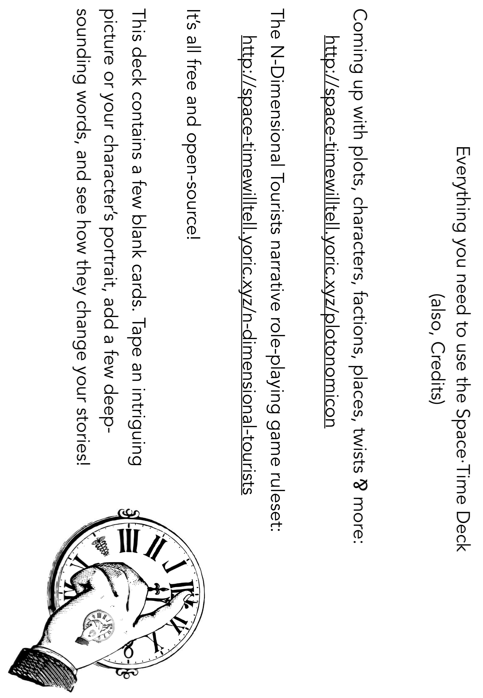 Everything you need to use the Space·Time Deck
(also, Credits)
Coming up with plots, characters, factions, places, twists & more:
http://space-timewilltell.yoric.xyz/plotonomicon
The N-Dimensional Tourists narrative role-playing game ruleset:
http://space-timewilltell.yoric.xyz/n-dimensional-tourists
It's all free and open-source!
This deck contains a few blank cards. Tape an intriguing
picture or your character's portrait, add a few deep-
sounding words, and see how they change your stories!